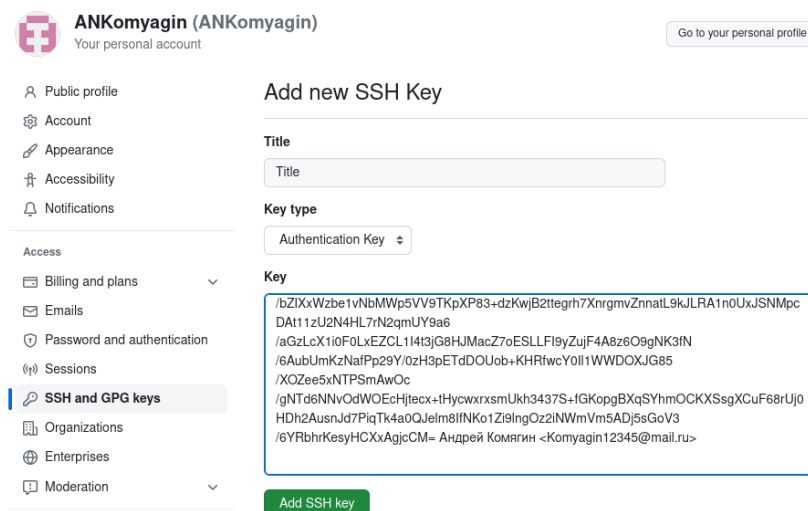 ANKomyagin (ANKomyagin)
Your personal account
Go to your personal profile
Public profile
Account
Appearance
Accessibility
Notifications
Access
Billing and plans
Emails
Password and authentication
Sessions
SSH and GPG keys
Organizations
Enterprises
Moderation
Add new SSH Key
Title
Title
Key type
Authentication Key
Key
/bZIXxWzbe1vNbMWp5VV9TKpXP83+dzKwjB2ttegrh7XnrgmvZnnatL9kJLRA1n0UxJSNMpc
DAt11zU2N4HL7rN2qmUY9a6
/aGzLcX1i0F0LxEZCL1I4t3jG8HJMacZ7oESLLFI9yZujF4A8z6O9gNK3fN
/6AubUmKzNafPp29Y/0zH3pETdDOUob+KHRfwcY0Il1WWDOXJG85
/XOZee5xNTPSmAwOc
/gNTd6NNvOdWOEcHjtecx+tHycwxrxsmUkh3437S+fGKopgBXqSYhmOCKXSsgXCuF68rUj0
HDh2AusnJd7PiqTk4a0QJelm8IfNKo1Zi9lngOz2iNWmVm5ADj5sGoV3
/6YRbhrKesyHCXxAgjcCM= Андрей Комягин <Komyagin12345@mail.ru>
Add SSH key